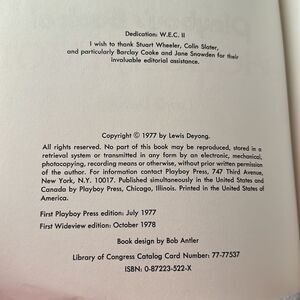 Dedication: W.E.C. II
I wish to thank Stuart Wheeler, Colin Slater,
and particularly Barclay Cooke and Jane Snowden for their
invaluable editorial assistance.
Copyright © 1977 by Lewis Deyong.
All rights reserved. No part of this book may be reproduced, stored in a
retrieval system or transmitted in any form by an electronic, mechanical,
photocopying, recording means or otherwise, without prior written permission
of the author. For information contact Playboy Press, 747 Third Avenue,
New York, N.Y. 10017. Published simultaneously in the United States and
Canada by Playboy Press, Chicago, Illinois. Printed in the United States of
America.
First Playboy Press edition: July 1977
First Wideview edition: October 1978
Book design by Bob Antler
Library of Congress Catalog Card Number: 77-77537
ISBN: 0-87223-522-X